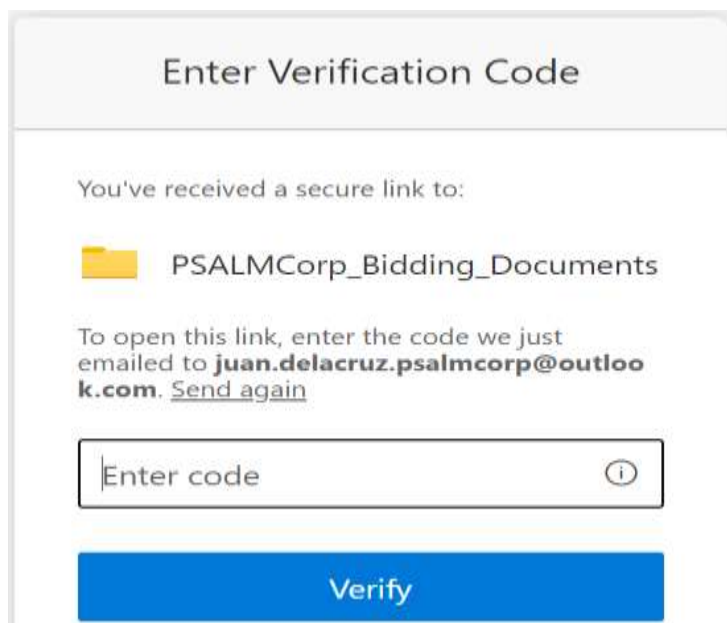 Enter Verification Code
You've received a secure link to:
PSALMCorp_Bidding_Documents
To open this link, enter the code we just
emailed to juan.delacruz.psalmcorp@outloo
k.com. Send again
Enter code
Verify